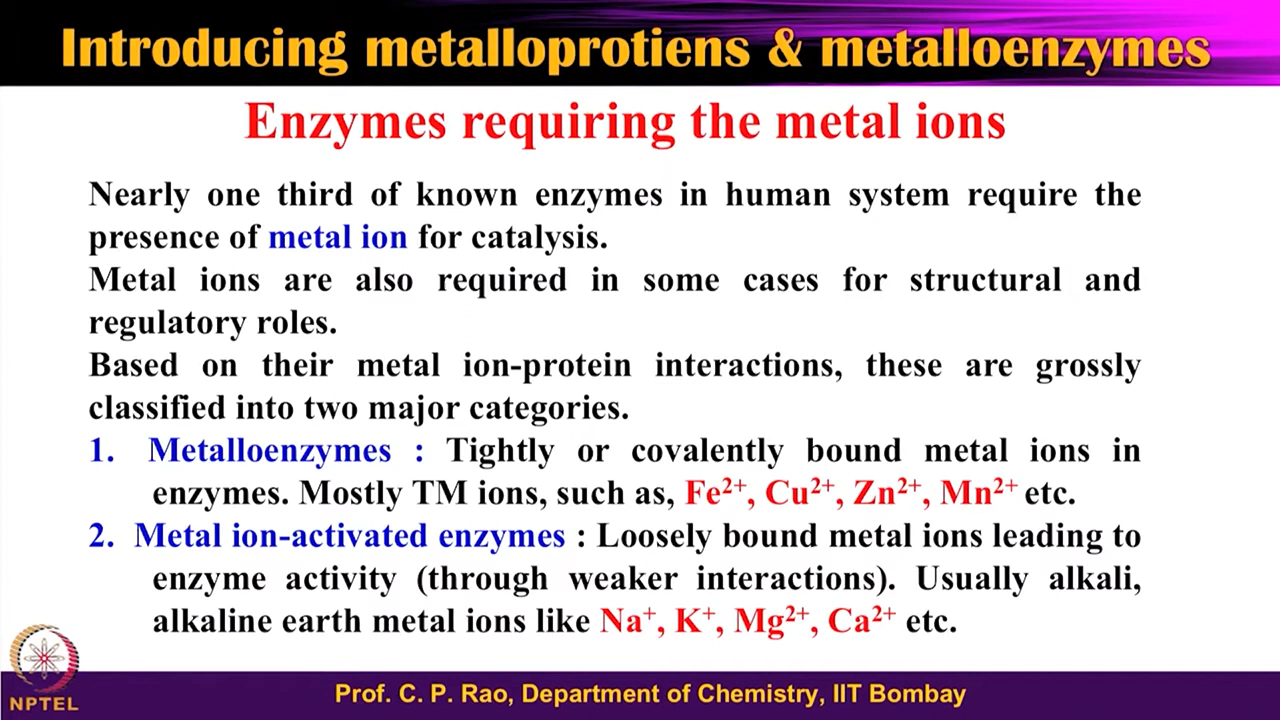 Introducing metalloprotiens & metalloenzymes
Enzymes requiring the metal ions
Nearly one third of known enzymes in human system require the
presence of metal ion for catalysis.
Metal ions are also required in some cases for structural and
regulatory roles.
Based on their metal ion-protein interactions, these are grossly
classified into two major categories.
1. Metalloenzymes : Tightly or covalently bound metal ions in
enzymes. Mostly TM ions, such as, Fe²⁺, Cu²⁺, Zn²⁺, Mn²⁺ etc.
2. Metal ion-activated enzymes : Loosely bound metal ions leading to
enzyme activity (through weaker interactions). Usually alkali,
alkaline earth metal ions like Na⁺, K⁺, Mg²⁺, Ca²⁺ etc.
NPTEL
Prof. C. P. Rao, Department of Chemistry, IIT Bombay